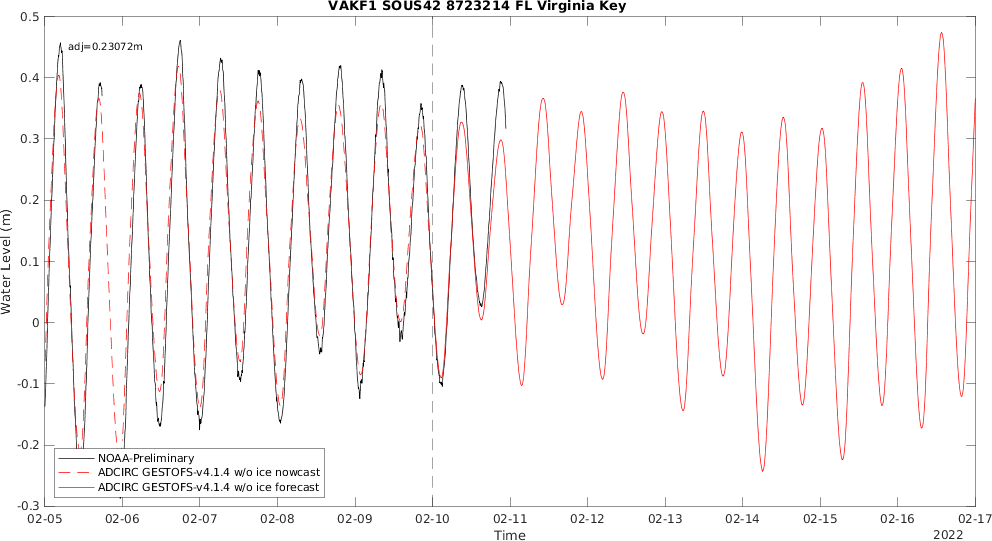 VAKF1 SOUS42 8723214 FL Virginia Key
adj=0.23072m
Water Level (m)
0.5
0.4
0.3
0.2
0.1
0
-0.1
-0.2
-0.3
NOAA-Preliminary
ADCIRC GESTOFS-v4.1.4 w/o ice nowcast
ADCIRC GESTOFS-v4.1.4 w/o ice forecast
02-05 02-06 02-07 02-08 02-09 02-10 02-11 02-12 02-13 02-14 02-15 02-16 02-17
Time
2022